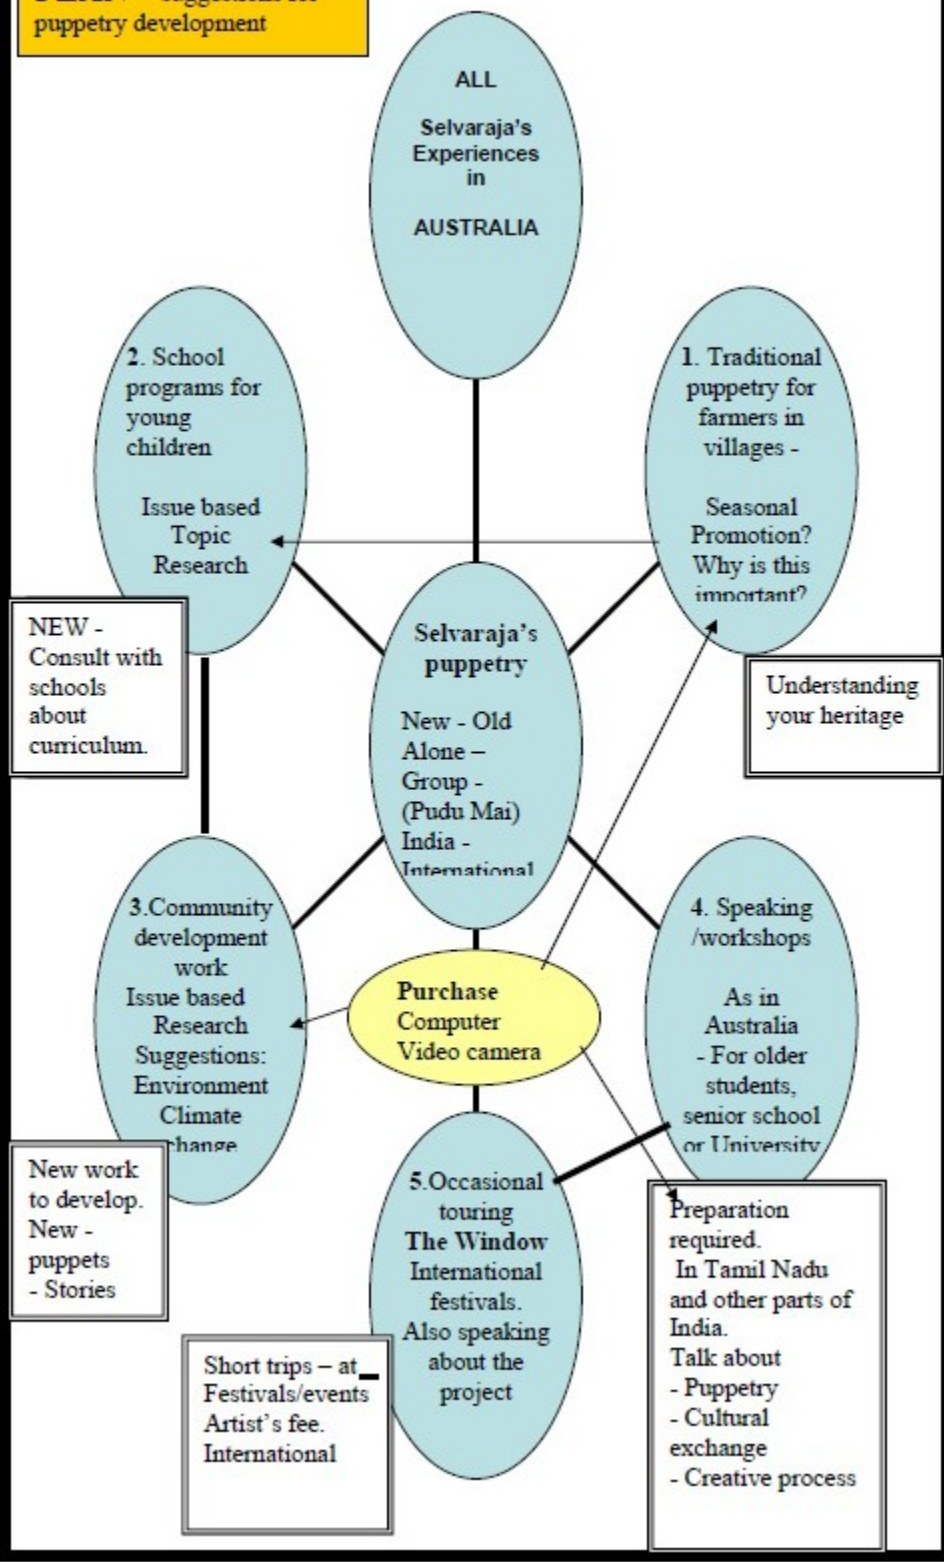 puppetry development
ALL
Selvaraja's
Experiences
in
AUSTRALIA
2. School
programs for
young
children
Issue based
Topic
Research
1. Traditional
puppetry for
farmers in
villages -
Seasonal
Promotion?
Why is this
important?
NEW -
Consult with
schools
about
curriculum.
Selvaraja's
puppetry
New - Old
Alone –
Group -
(Pudu Mai)
India -
International
Understanding
your heritage
3.Community
development
work
Issue based
Research
Suggestions:
Environment
Climate
change
Purchase
Computer
Video camera
4. Speaking
/workshops
As in
Australia
- For older
students,
senior school
or University
New work
to develop.
New -
puppets
- Stories
5.Occasional
touring
The Window
International
festivals.
Also speaking
about the
project
Preparation
required.
In Tamil Nadu
and other parts of
India.
Talk about
- Puppetry
- Cultural
exchange
- Creative process
Short trips – at
Festivals/events
Artist's fee.
International